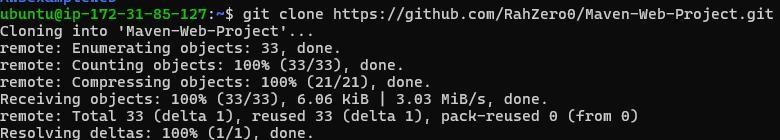 ubuntu@ip-172-31-85-127:~$ git clone https://github.com/RahZero0/Maven-Web-Project.git
Cloning into 'Maven-Web-Project'...
remote: Enumerating objects: 33, done.
remote: Counting objects: 100% (33/33), done.
remote: Compressing objects: 100% (21/21), done.
Receiving objects: 100% (33/33), 6.06 KiB | 3.03 MiB/s, done.
remote: Total 33 (delta 1), reused 33 (delta 1), pack-reused 0 (from 0)
Resolving deltas: 100% (1/1), done.